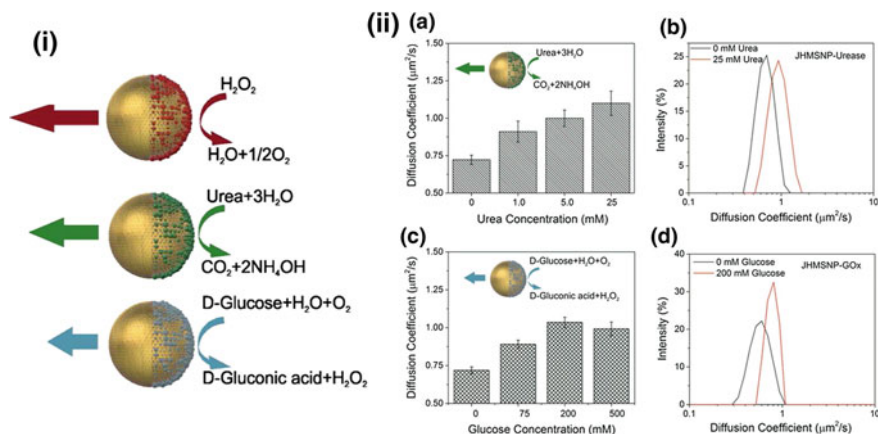 (i)
H₂O₂
H₂O+1/2O₂
Urea+3H₂O
CO₂+2NH₄OH
D-Glucose+H₂O+O₂
D-Gluconic acid+H₂O₂
(ii) (a)
Diffusion Coefficient (μm²/s)
1.50
1.25
1.00
0.75
0.50
Urea+3H₂O
CO₂+2NH₄OH
0 1.0 5.0 25
Urea Concentration (mM)
(b)
Intensity (%)
25
20
15
10
5
0
0 mM Urea
25 mM Urea
JHMSNP-Urease
0.1 1 10
Diffusion Coefficient (μm²/s)
(c)
Diffusion Coefficient (μm²/s)
1.50
1.25
1.00
0.75
0.50
D-Glucose+H₂O+O₂
D-Gluconic acid+H₂O₂
0 75 200 500
Glucose Concentration (mM)
(d)
Intensity (%)
40
30
20
10
0
0 mM Glucose
200 mM Glucose
JHMSNP-GOx
0.1 1 10
Diffusion Coefficient (μm²/s)